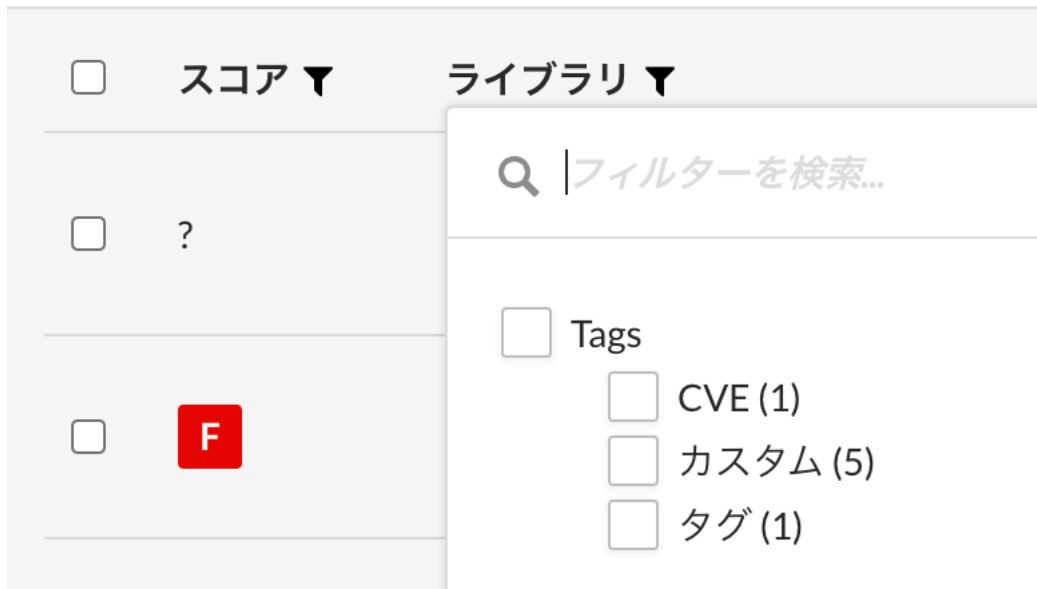 スコア ライブラリ
フィルターを検索...
?
Tags
CVE (1)
F
カスタム (5)
タグ (1)